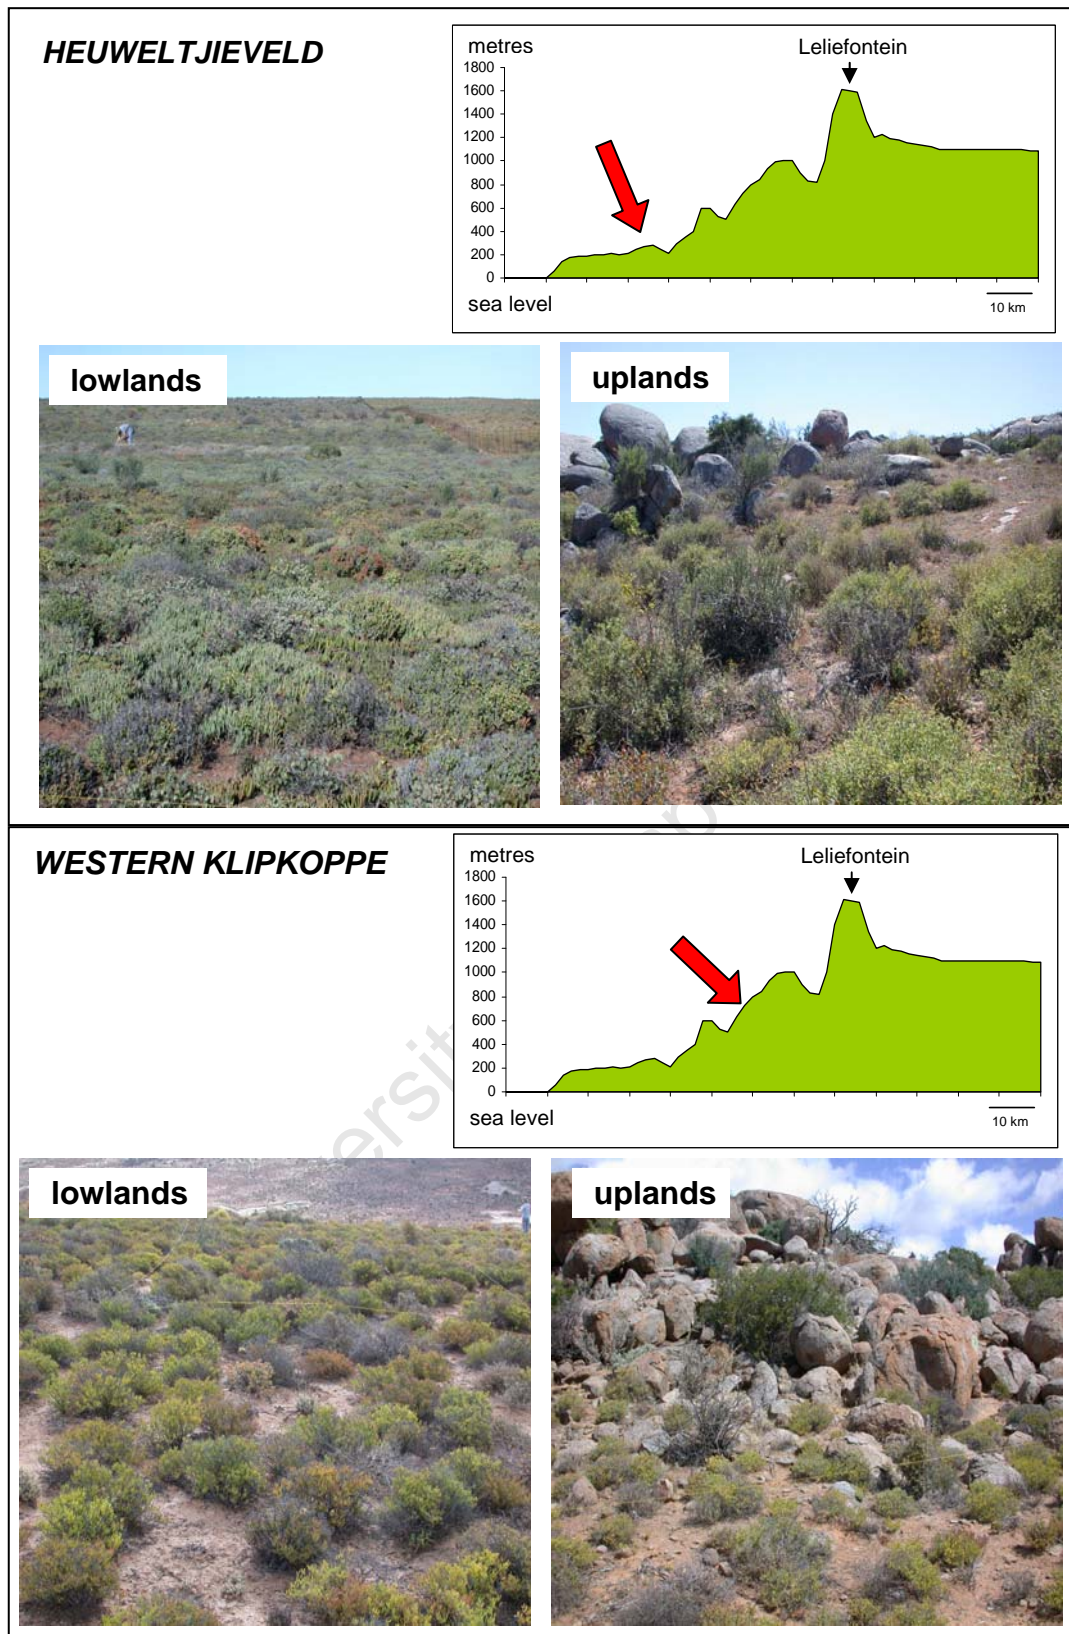 HEUWELTJIEVELD
metres
Leliefontein
1800
1600
1400
1200
1000
800
600
400
200
0
sea level
10 km
lowlands
uplands
WESTERN KLIPKOPPE
metres
Leliefontein
1800
1600
1400
1200
1000
800
600
400
200
0
sea level
10 km
lowlands
uplands